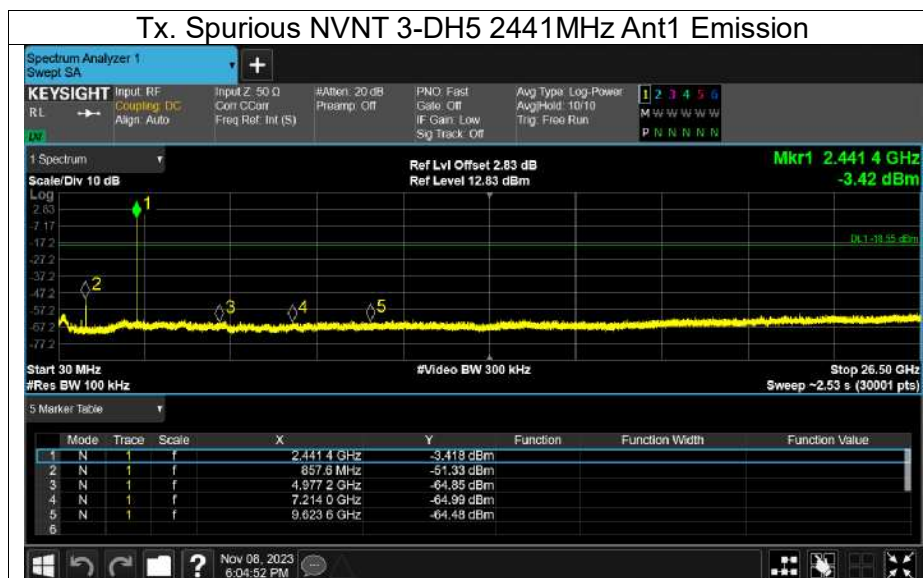 Tx. Spurious NVNT 3-DH5 2441MHz Ant1 Emission
Spectrum Analyzer 1
Swept SA
+
KEYSIGHT
RL
Input: RF
Coupling: DC
Align: Auto
Input Z: 50 Ω
Corr CCorr
Freq Ref: Int (S)
#Atten: 20 dB
Preamp: Off
PNO: Fast
Gate: Off
IF Gain: Low
Sig Track: Off
Avg Type: Log-Power
Avg|Hold: 10/10
Trig: Free Run
1 2 3 4 5 6
M W W W W W
P N N N N N
1 Spectrum
Scale/Div 10 dB
Log
Ref Lvl Offset 2.83 dB
Ref Level 12.83 dBm
Mkr1 2.441 4 GHz
-3.42 dBm
2.83
-7.17
-17.2
-27.2
-37.2
-47.2
-57.2
-67.2
-77.2
1
2
3
4
5
Start 30 MHz
#Res BW 100 kHz
#Video BW 300 kHz
Stop 26.50 GHz
Sweep ~2.53 s (30001 pts)
5 Marker Table
Mode Trace Scale X Y Function Function Width Function Value
1 N 1 f 2.441 4 GHz -3.418 dBm
2 N 1 f 857.6 MHz -51.33 dBm
3 N 1 f 4.977 2 GHz -64.85 dBm
4 N 1 f 7.214 0 GHz -64.99 dBm
5 N 1 f 9.623 6 GHz -64.48 dBm
6
?
Nov 08, 2023
6:04:52 PM